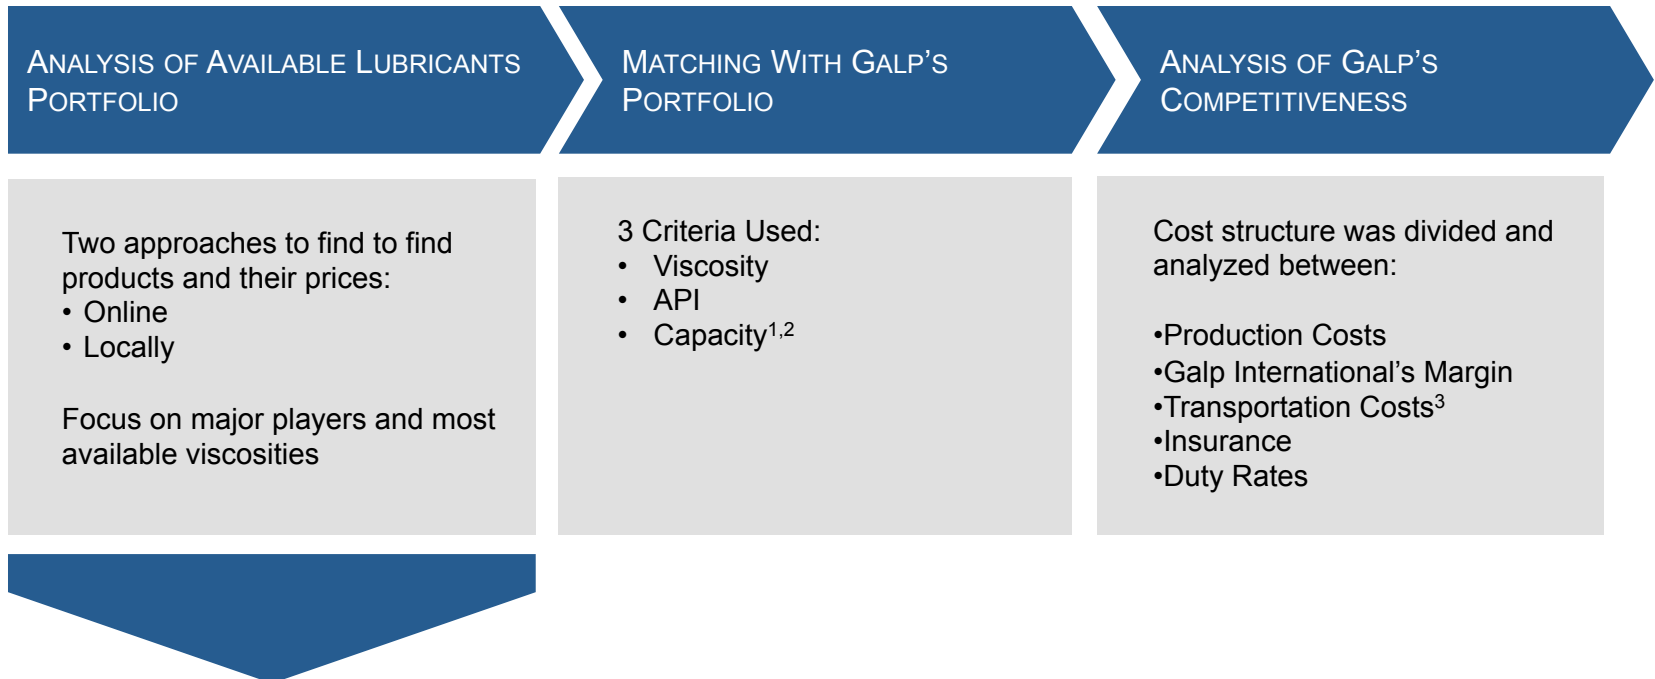 ANALYSIS OF AVAILABLE LUBRICANTS
PORTFOLIO
MATCHING WITH GALP’S
PORTFOLIO
ANALYSIS OF GALP’S
COMPETITIVENESS
Two approaches to find to find
products and their prices:
• Online
• Locally
Focus on major players and most
available viscosities
3 Criteria Used:
• Viscosity
• API
• Capacity1,2
Cost structure was divided and
analyzed between:
•Production Costs
•Galp International’s Margin
•Transportation Costs3
•Insurance
•Duty Rates